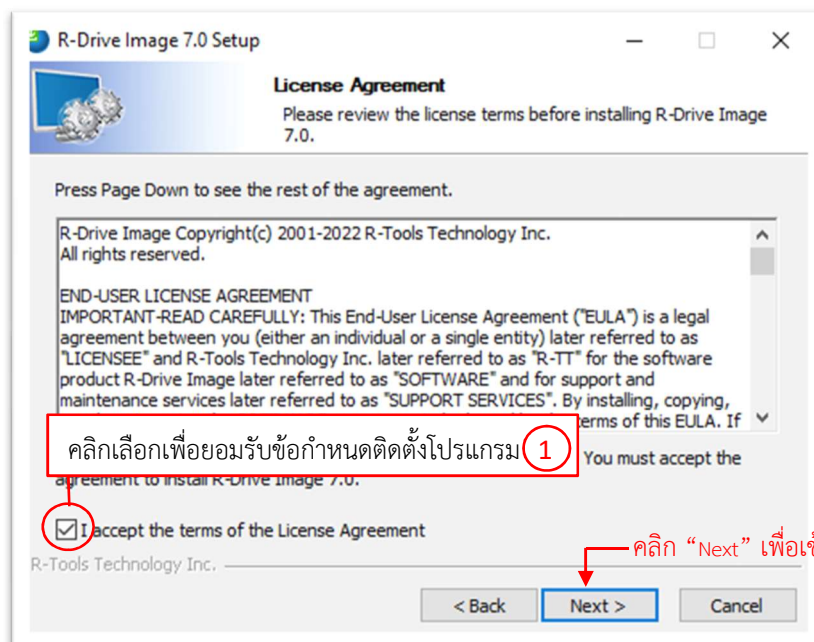 R-Drive Image 7.0 Setup
License Agreement
Please review the license terms before installing R-Drive Image
7.0.
Press Page Down to see the rest of the agreement.
R-Drive Image Copyright(c) 2001-2022 R-Tools Technology Inc.
All rights reserved.
END-USER LICENSE AGREEMENT
IMPORTANT-READ CAREFULLY: This End-User License Agreement ("EULA") is a legal
agreement between you (either an individual or a single entity) later referred to as
"LICENSEE" and R-Tools Technology Inc. later referred to as "R-TT" for the software
product R-Drive Image later referred to as "SOFTWARE" and for support and
maintenance services later referred to as "SUPPORT SERVICES". By installing, copying,
terms of this EULA. If
คลิกเลือกเพื่อยอมรับข้อกำหนดติดตั้งโปรแกรม 1
You must accept the
agreement to install R-Drive Image 7.0.
I accept the terms of the License Agreement
คลิก “Next” เพื่อเข้
R-Tools Technology Inc.
< Back
Next >
Cancel